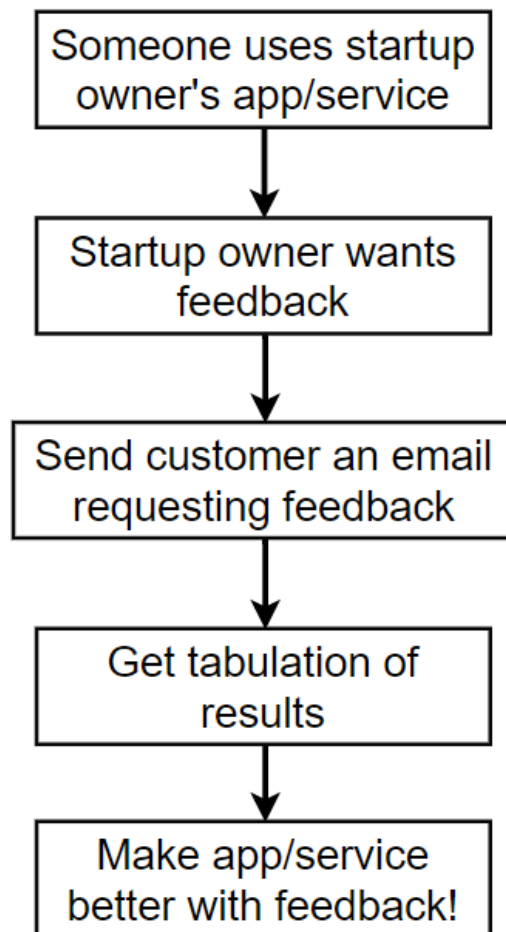 Someone uses startup
owner's app/service
Startup owner wants
feedback
Send customer an email
requesting feedback
Get tabulation of
results
Make app/service
better with feedback!